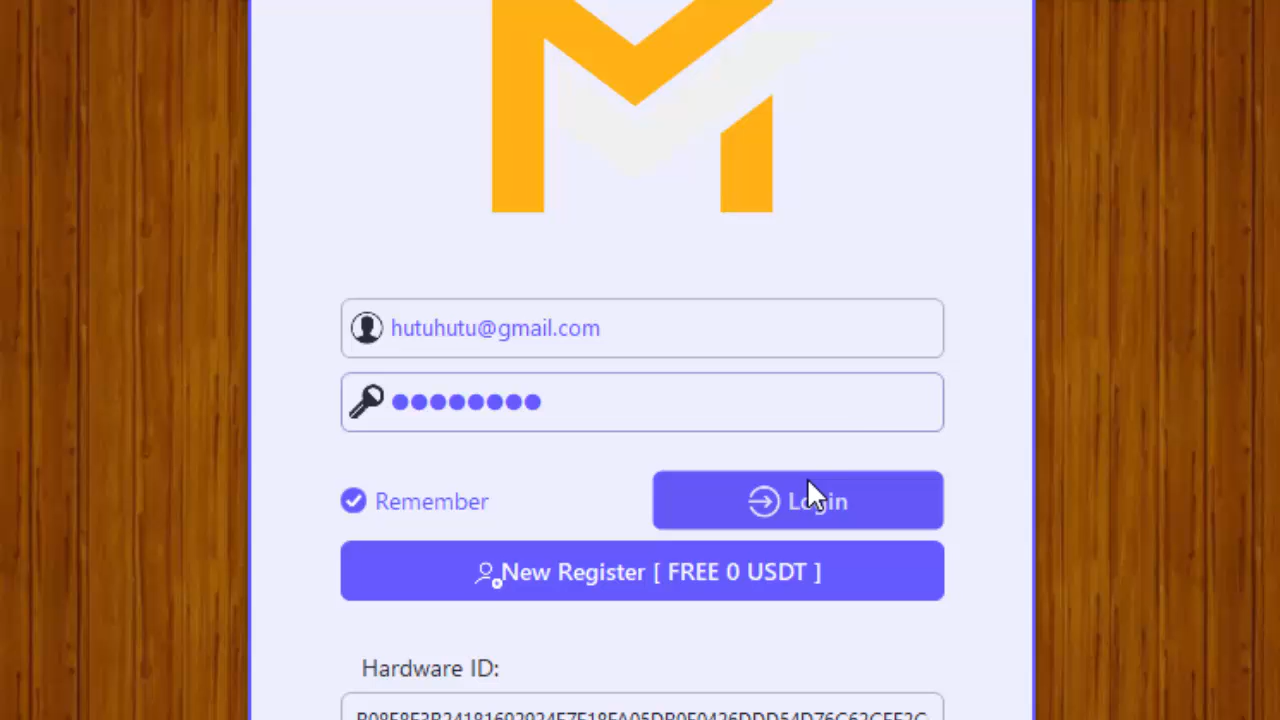 hutuhutu@gmail.com
Remember
Login
New Register [ FREE 0 USDT ]
Hardware ID: